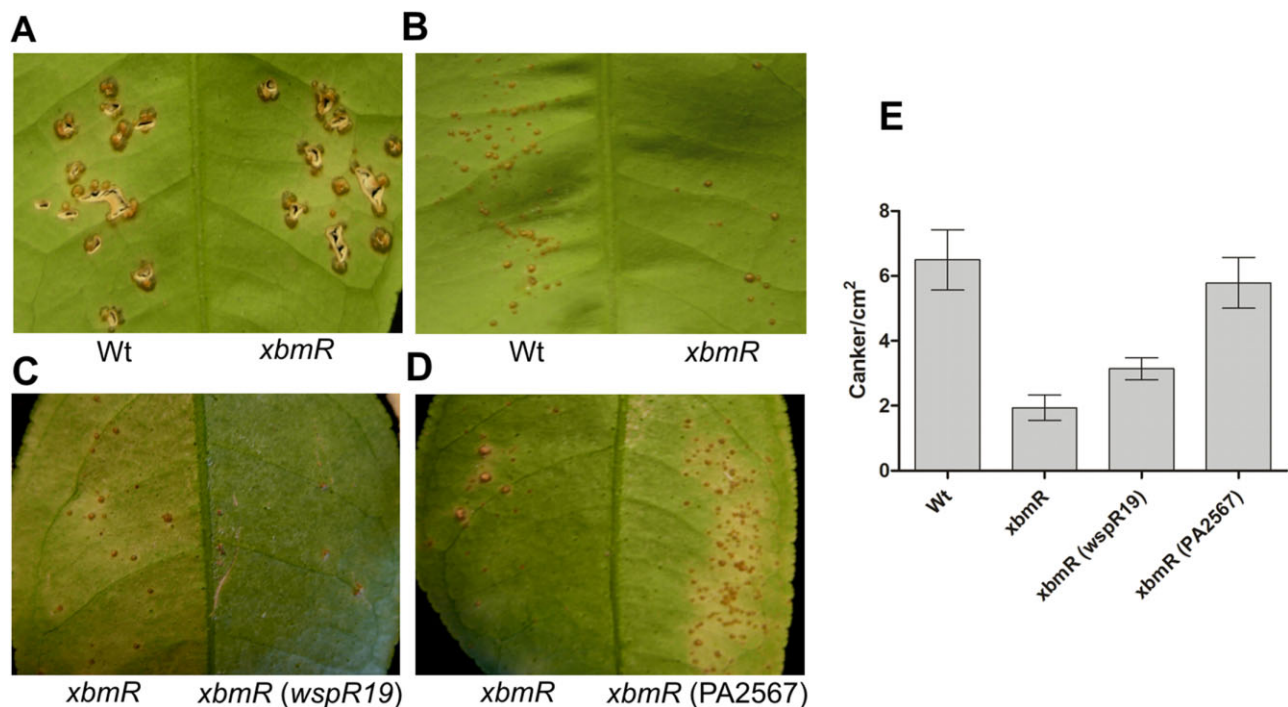 A
B
Wt
xbmR
Wt
xbmR
C
D
xbmR
xbmR (wspR19)
xbmR
xbmR (PA2567)
E
Canker/cm²
8
6
4
2
0
Wt
xbmR
xbmR (wspR19)
xbmR (PA2567)